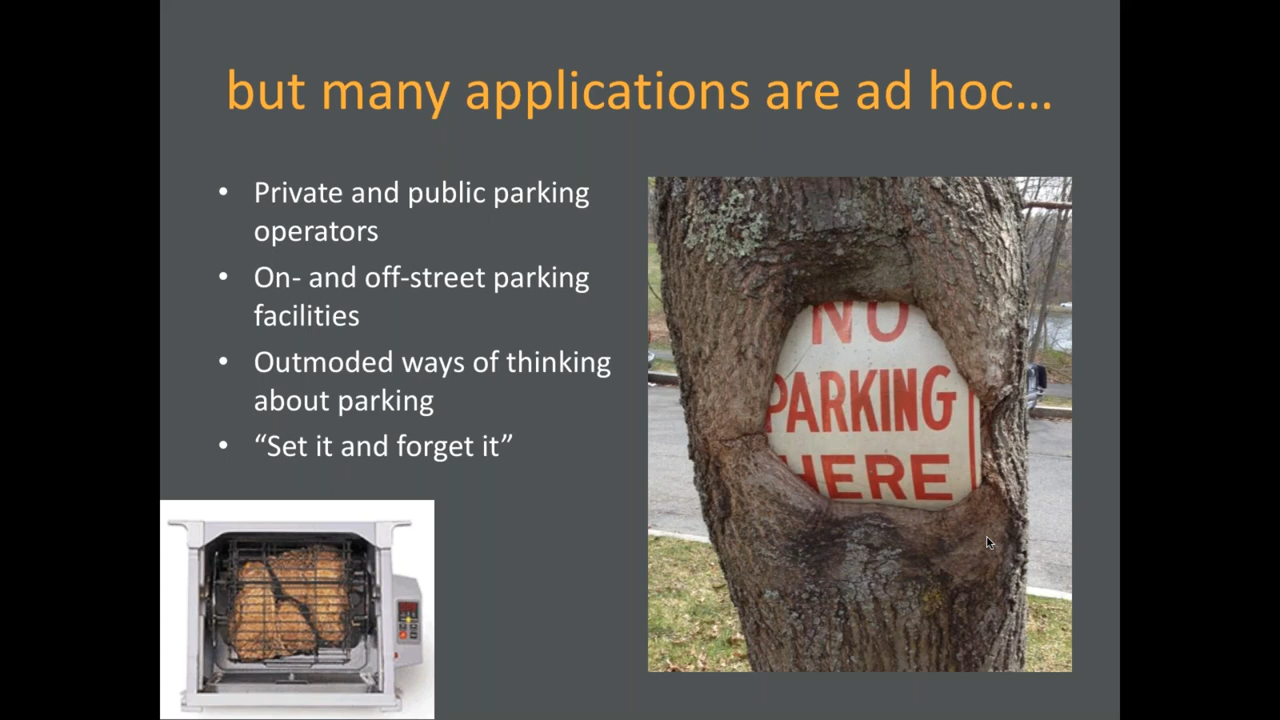 but many applications are ad hoc…
• Private and public parking
operators
• On- and off-street parking
facilities
• Outmoded ways of thinking
about parking
• “Set it and forget it”
NO
PARKING
HERE